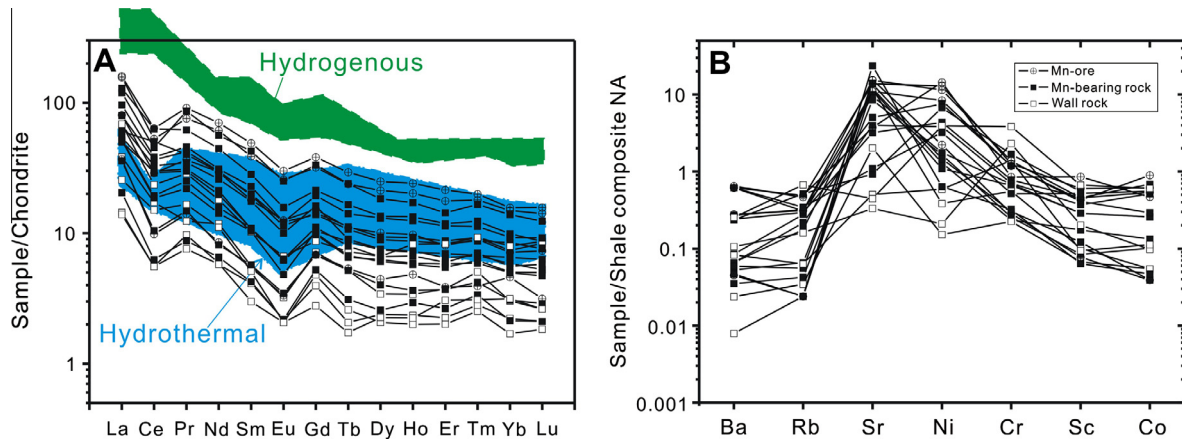 A
Hydrogenous
Hydrothermal
Sample/Chondrite
100
10
1
La Ce Pr Nd Sm Eu Gd Tb Dy Ho Er Tm Yb Lu
B
Mn-ore
Mn-bearing rock
Wall rock
Sample/Shale composite NA
10
1
0.1
0.01
0.001
Ba Rb Sr Ni Cr Sc Co